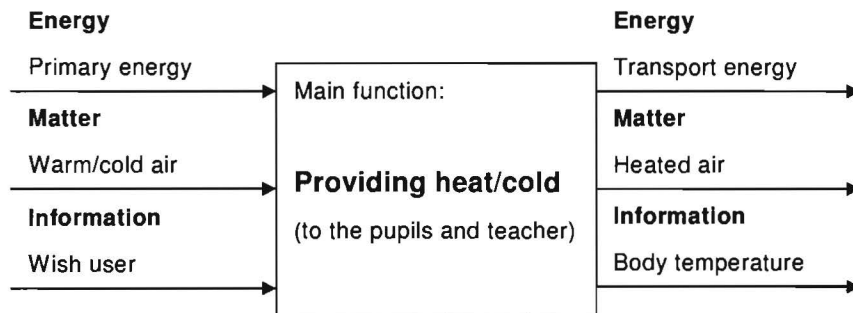 Energy
Primary energy
Matter
Warm/cold air
Information
Wish user
Main function:
Providing heat/cold
(to the pupils and teacher)
Energy
Transport energy
Matter
Heated air
Information
Body temperature